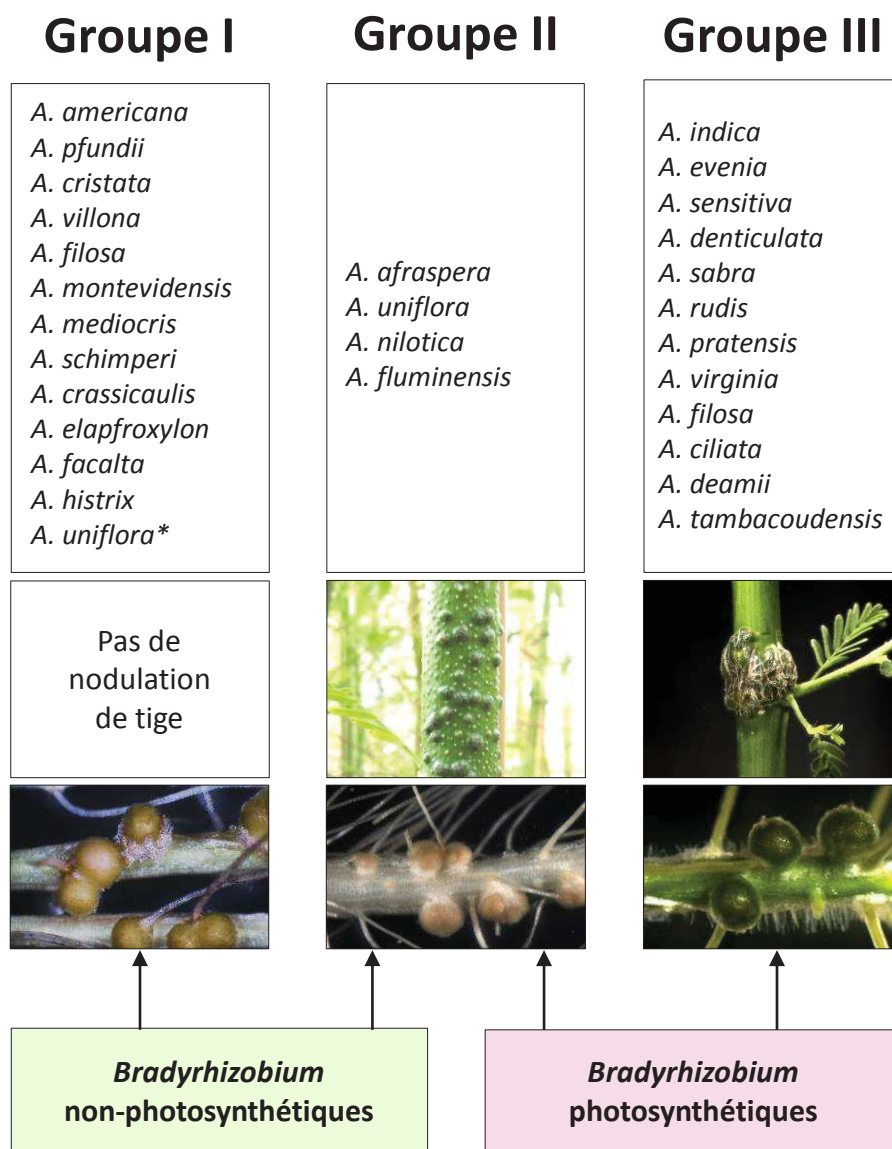 Groupe I
A. americana
A. pfundii
A. cristata
A. villona
A. filosa
A. montevidensis
A. mediocris
A. schimperi
A. crassicaulis
A. elapfroxylon
A. facalta
A. histrix
A. uniflora*
Pas de
nodulation
de tige
Groupe II
A. afraspera
A. uniflora
A. nilotica
A. fluminensis
Groupe III
A. indica
A. evenia
A. sensitiva
A. denticulata
A. sabra
A. rudis
A. pratensis
A. virginia
A. filosa
A. ciliata
A. deamii
A. tambacoudensis
Bradyrhizobium
non-photosynthétiques
Bradyrhizobium
photosynthétiques